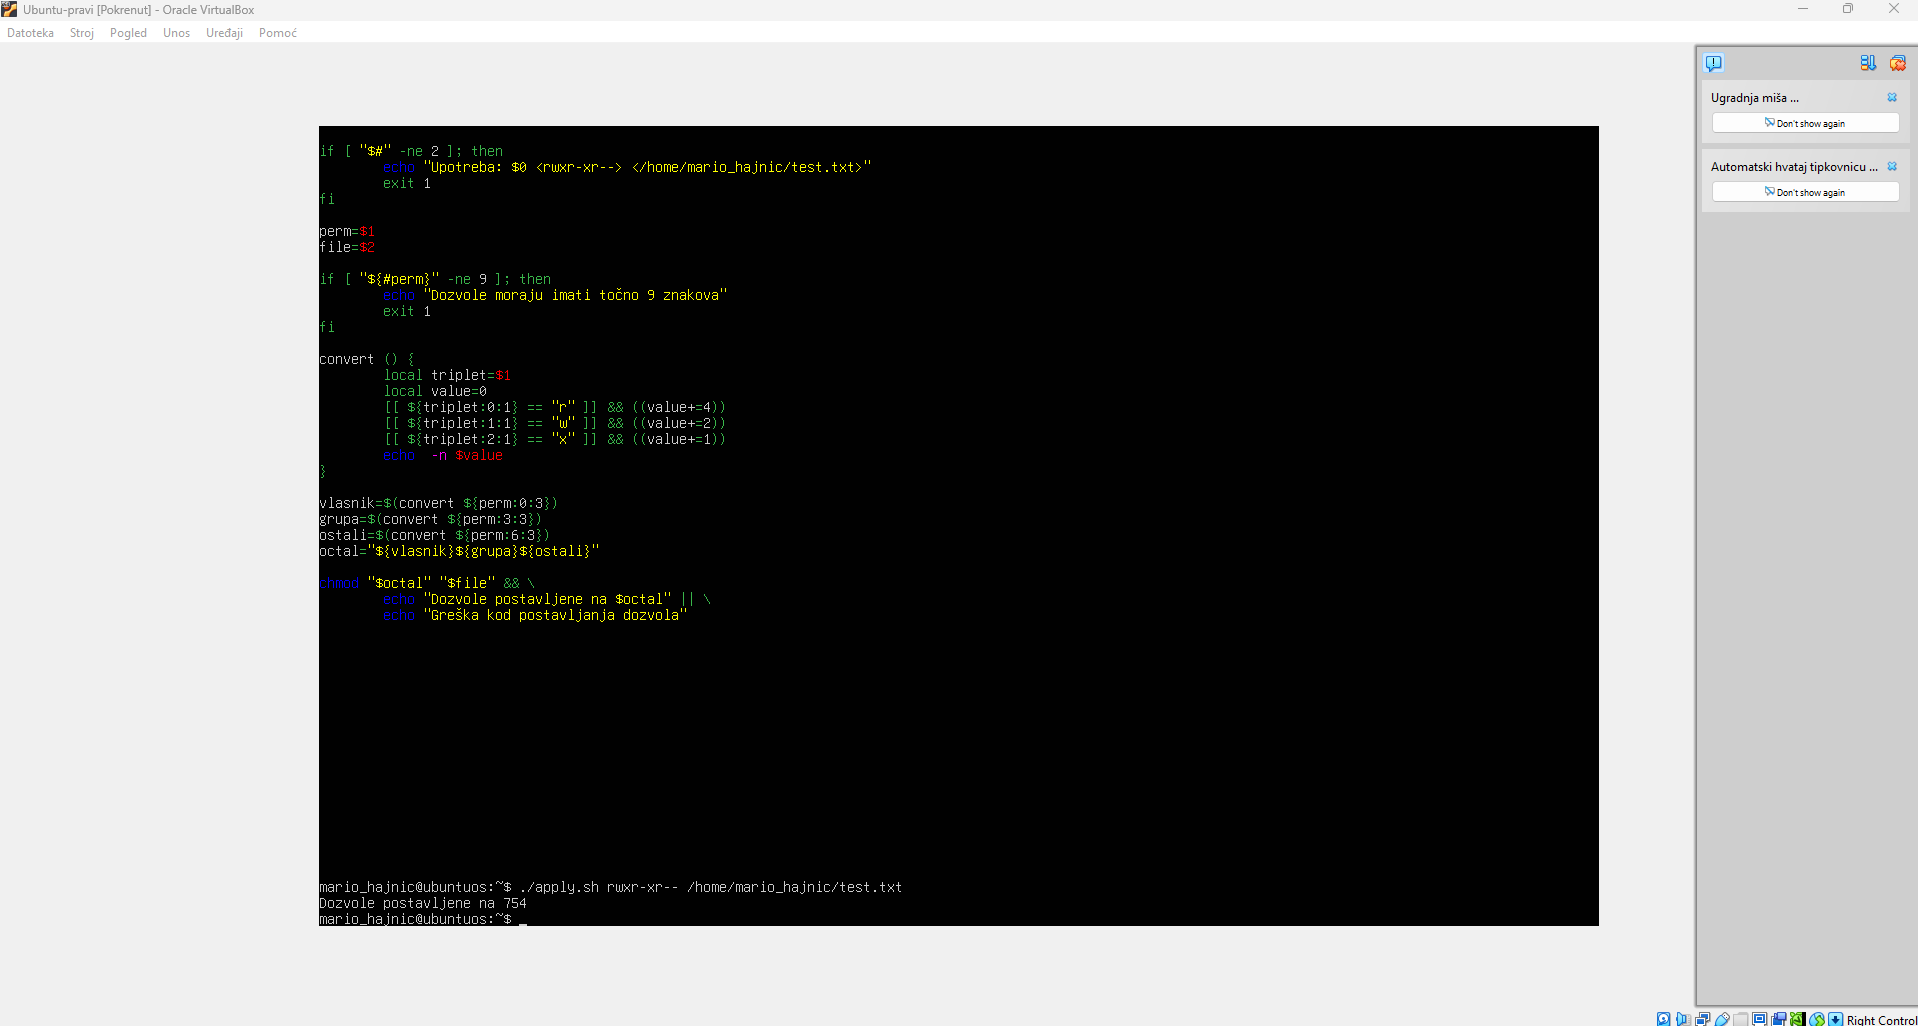 Ubuntu-pravi [Pokrenut] - Oracle VirtualBox
Datoteka Stroj Pogled Unos Uređaji Pomoć
if [ "$#" -ne 2 ]; then
        echo "Upotreba: $0 <rwxr-xr--> </home/mario_hajnic/test.txt>"
        exit 1
fi
perm=$1
file=$2
if [ "${#perm}" -ne 9 ]; then
        echo "Dozvole moraju imati točno 9 znakova"
        exit 1
fi
convert () {
        local triplet=$1
        local value=0
        [[ ${triplet:0:1} == "r" ]] && ((value+=4))
        [[ ${triplet:1:1} == "w" ]] && ((value+=2))
        [[ ${triplet:2:1} == "x" ]] && ((value+=1))
        echo  -n $value
}
vlasnik=$(convert ${perm:0:3})
grupa=$(convert ${perm:3:3})
ostali=$(convert ${perm:6:3})
octal="${vlasnik}${grupa}${ostali}"
chmod "$octal" "$file" && \
        echo "Dozvole postavljene na $octal" || \
        echo "Greška kod postavljanja dozvola"
mario_hajnic@ubuntuos:~$ ./apply.sh rwxr-xr-- /home/mario_hajnic/test.txt
Dozvole postavljene na 754
mario_hajnic@ubuntuos:~$ _
Ugradnja miša ...
Don't show again
Automatski hvataj tipkovnicu ...
Don't show again
Right Control